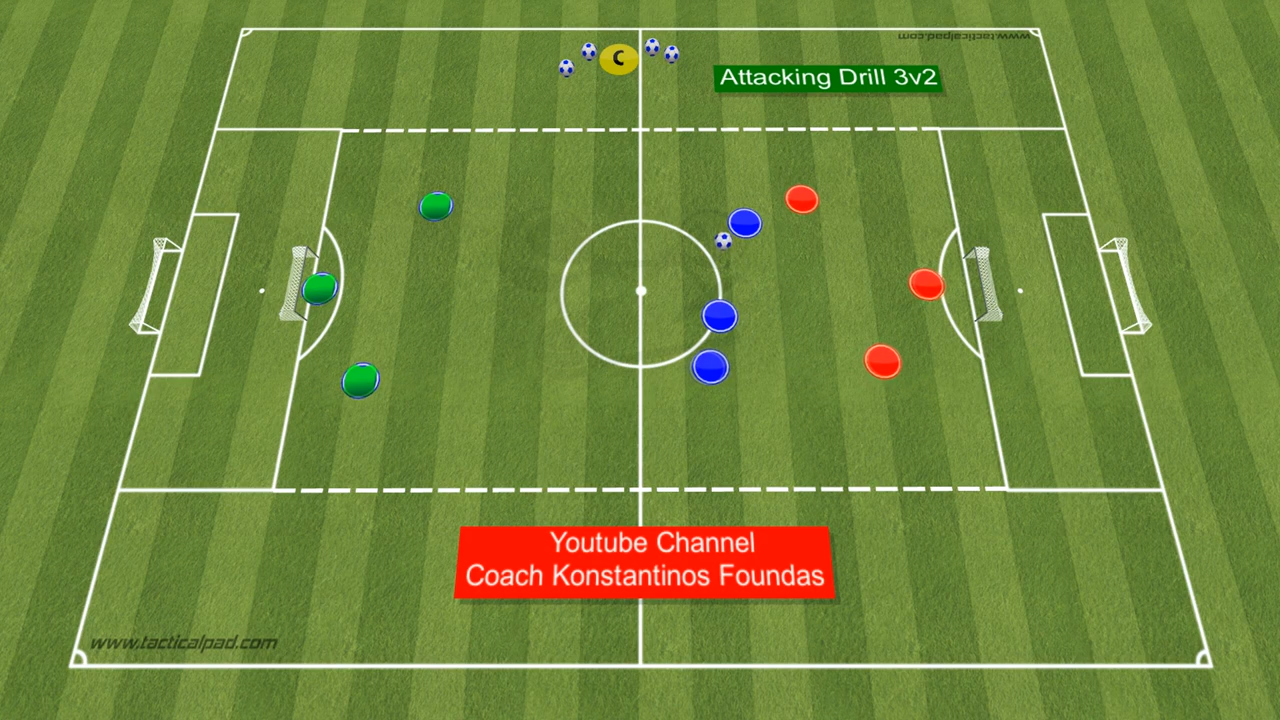 www.tacticalpad.com
C
Attacking Drill 3v2
Youtube Channel
Coach Konstantinos Foundas
www.tacticalpad.com